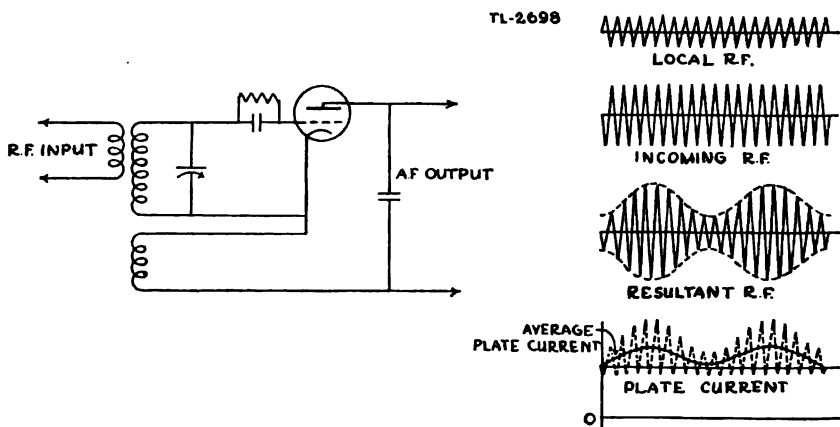 TL-2698
LOCAL R.F.
R.F. INPUT
INCOMING R.F.
A.F OUTPUT
RESULTANT R.F.
AVERAGE
PLATE CURRENT
PLATE CURRENT
O